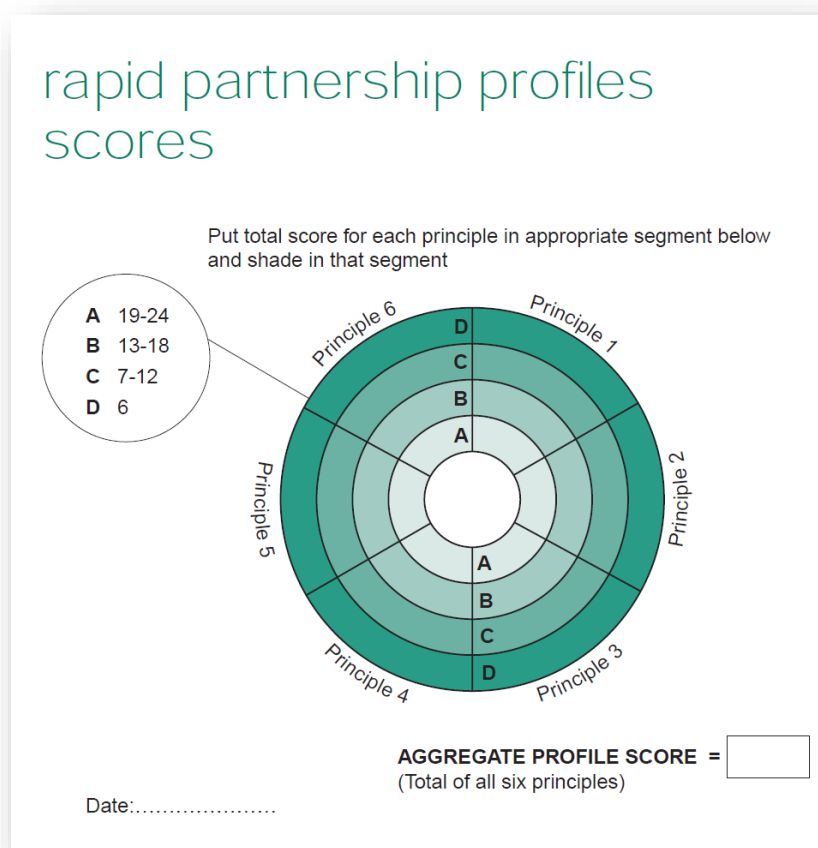 rapid partnership profiles
scores
Put total score for each principle in appropriate segment below
and shade in that segment
A 19-24
B 13-18
C 7-12
D 6
Principle 6
Principle 1
D
C
B
A
Principle 5
Principle 2
A
B
C
D
Principle 4
Principle 3
AGGREGATE PROFILE SCORE =
(Total of all six principles)
Date:.....................